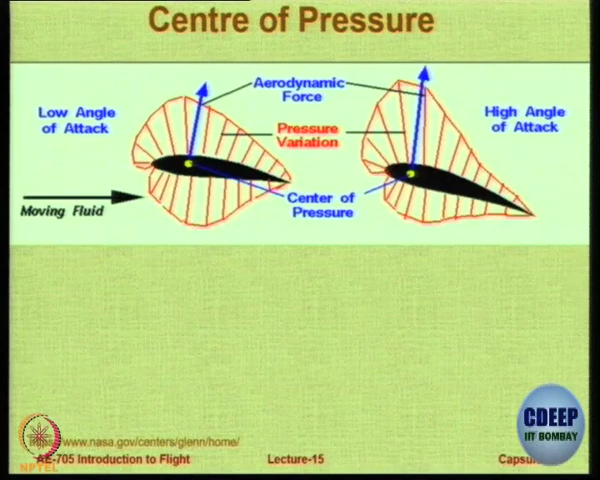 Centre of Pressure
Low Angle
of Attack
Aerodynamic
Force
Pressure
Variation
High Angle
of Attack
Moving Fluid
Center of
Pressure
www.nasa.gov/centers/glenn/home/
AE-705 Introduction to Flight
Lecture-15
CDEEP
IIT BOMBAY
NPTEL